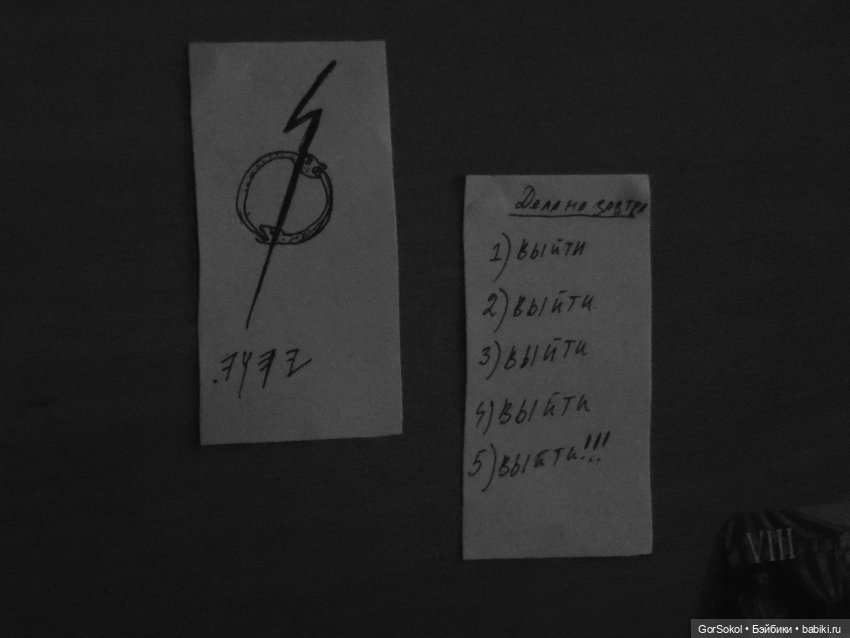 Дела на завтра
1) выйти
2) выйти
3) выйти
4) выйти
5) выйти!!!
VIII
GorSokol • Бэйбики • babiki.ru